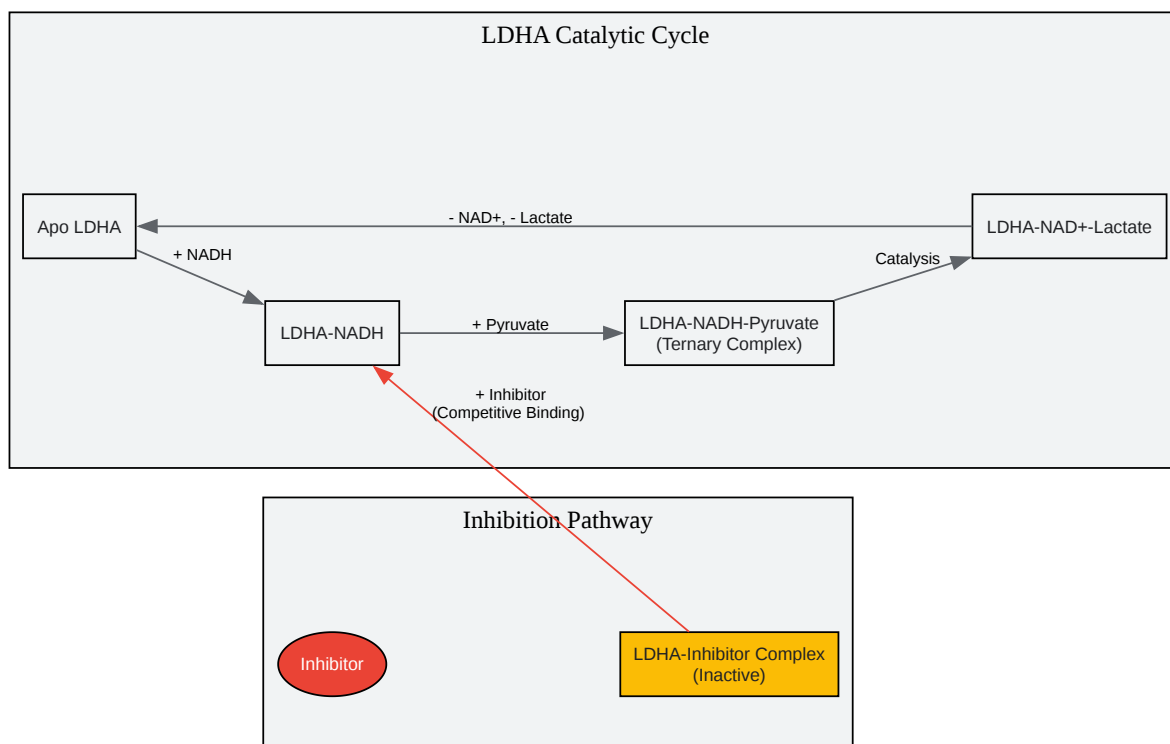 LDHA Catalytic Cycle
- NAD+, - Lactate
Apo LDHA
LDHA-NAD+-Lactate
+ NADH
Catalysis
LDHA-NADH
+ Pyruvate
LDHA-NADH-Pyruvate
(Ternary Complex)
+ Inhibitor
(Competitive Binding)
Inhibition Pathway
Inhibitor
LDHA-Inhibitor Complex
(Inactive)